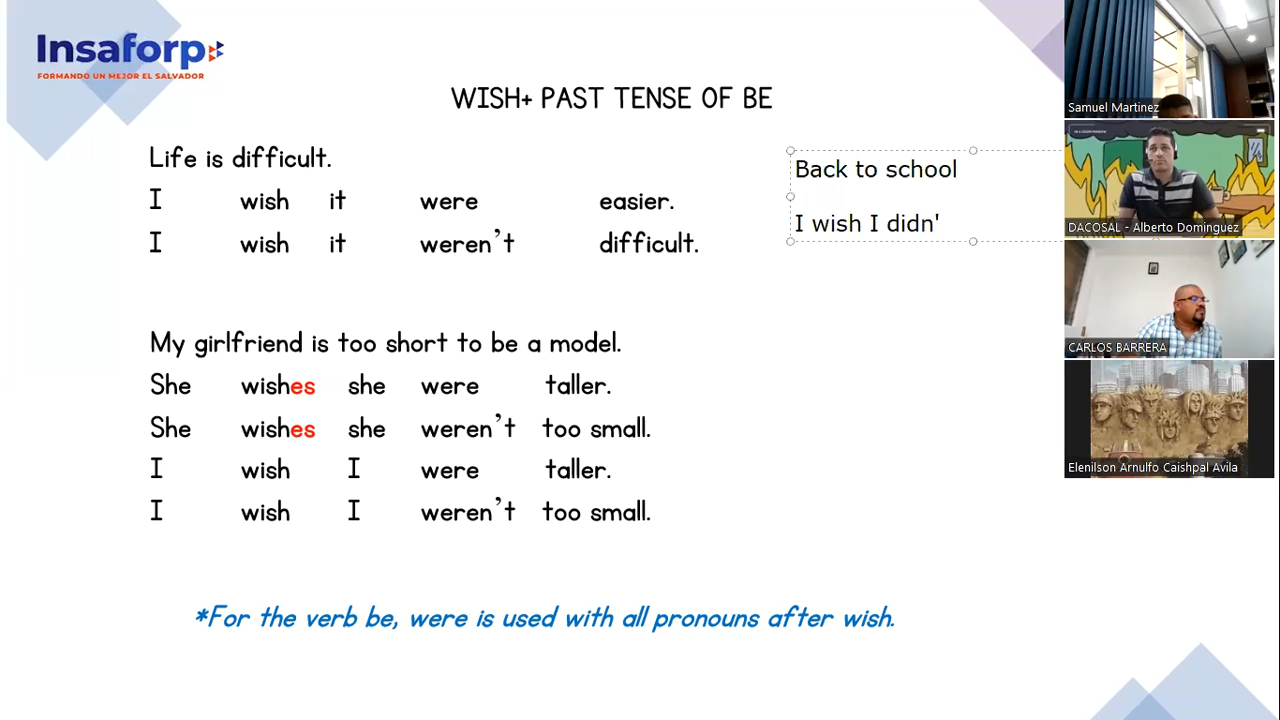 Insaforp
FORMANDO UN MEJOR EL SALVADOR
WISH+ PAST TENSE OF BE
Life is difficult.
I wish it were easier.
I wish it weren't difficult.
My girlfriend is too short to be a model.
She wishes she were taller.
She wishes she weren't too small.
I wish I were taller.
I wish I weren't too small.
*For the verb be, were is used with all pronouns after wish.
Back to school
I wish I didn'
Samuel Martinez
DACOSAL - Alberto Dominguez
CARLOS BARRERA
Elenilson Arnulfo Caishpal Avila